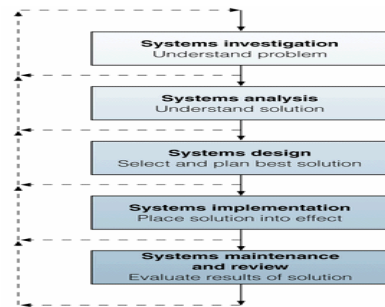 Systems investigation
Understand problem
Systems analysis
Understand solution
Systems design
Select and plan best solution
Systems implementation
Place solution into effect
Systems maintenance
and review
Evaluate results of solution